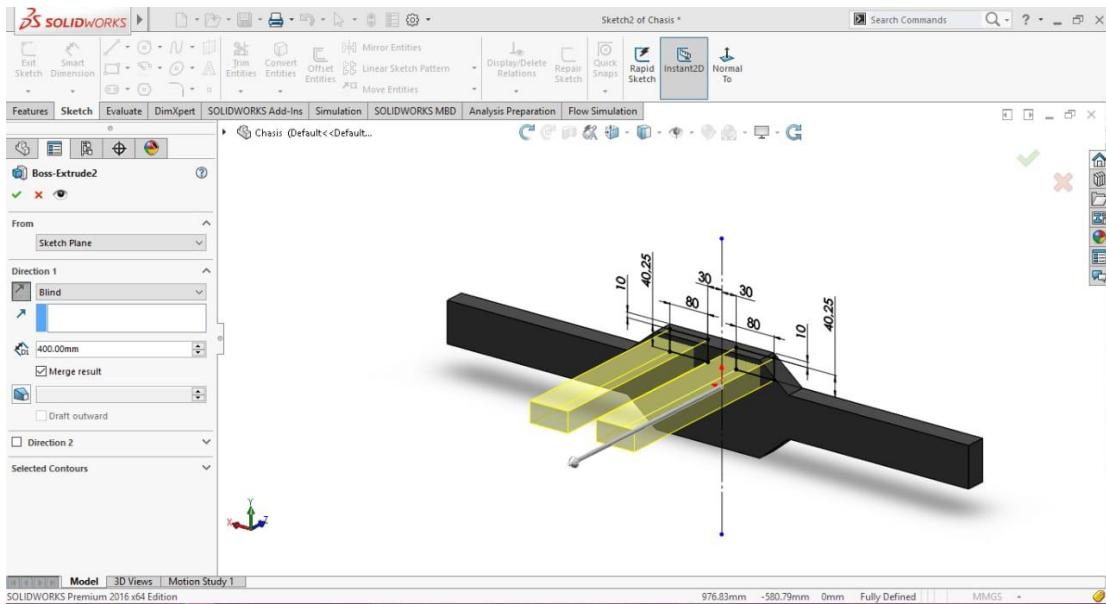 SOLIDWORKS
Sketch2 of Chasis *
Search Commands
Exit Sketch
Smart Dimension
Trim Entities
Convert Entities
Offset Entities
Mirror Entities
Linear Sketch Pattern
Move Entities
Display/Delete Relations
Repair Sketch
Quick Snaps
Rapid Sketch
Instant2D
Normal To
Features Sketch Evaluate DimXpert SOLIDWORKS Add-Ins Simulation SOLIDWORKS MBD Analysis Preparation Flow Simulation
Chasis (Default<<Default...
Boss-Extrude2
From
Sketch Plane
Direction 1
Blind
400.00mm
Merge result
Draft outward
Direction 2
Selected Contours
10
40,25
30
30
80
80
10
40,25
Y
X
Z
Model 3D Views Motion Study 1
SOLIDWORKS Premium 2016 x64 Edition
976.83mm -580.79mm 0mm Fully Defined MMGS